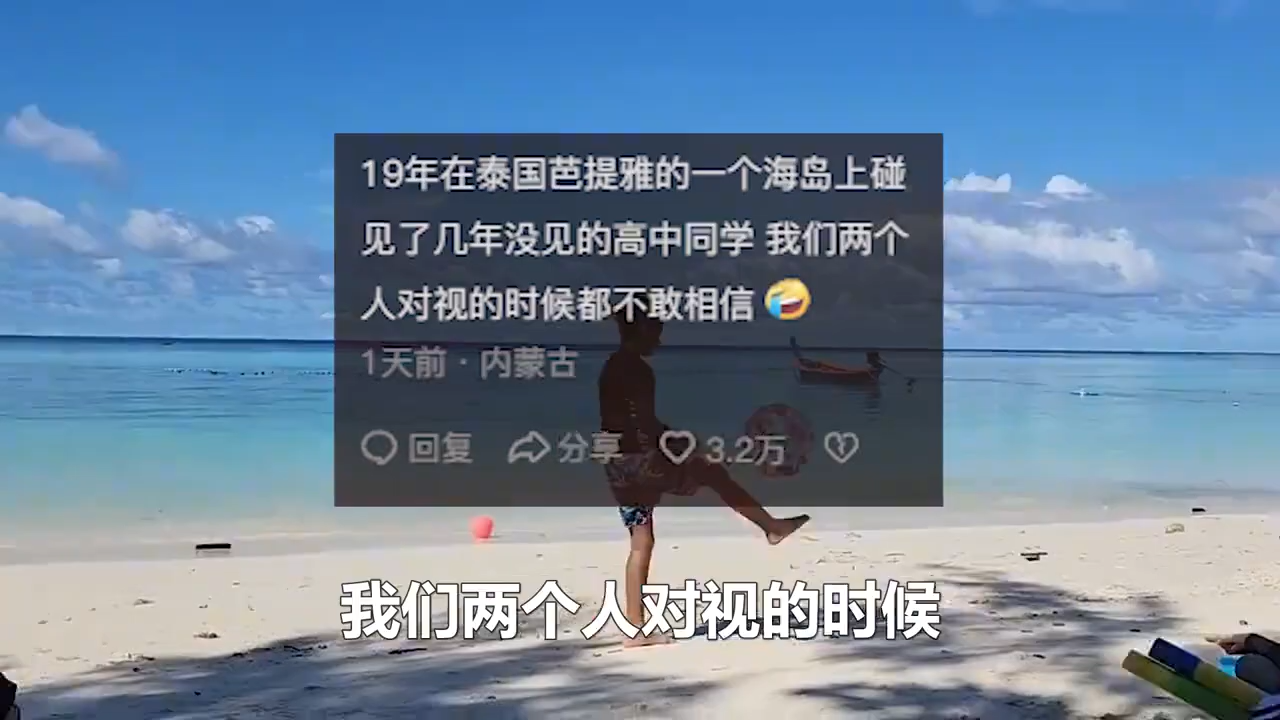 19年在泰国芭提雅的一个海岛上碰
见了几年没见的高中同学 我们两个
人对视的时候都不敢相信 🤣
1天前 · 内蒙古
回复 分享 3.2万
我们两个人对视的时候